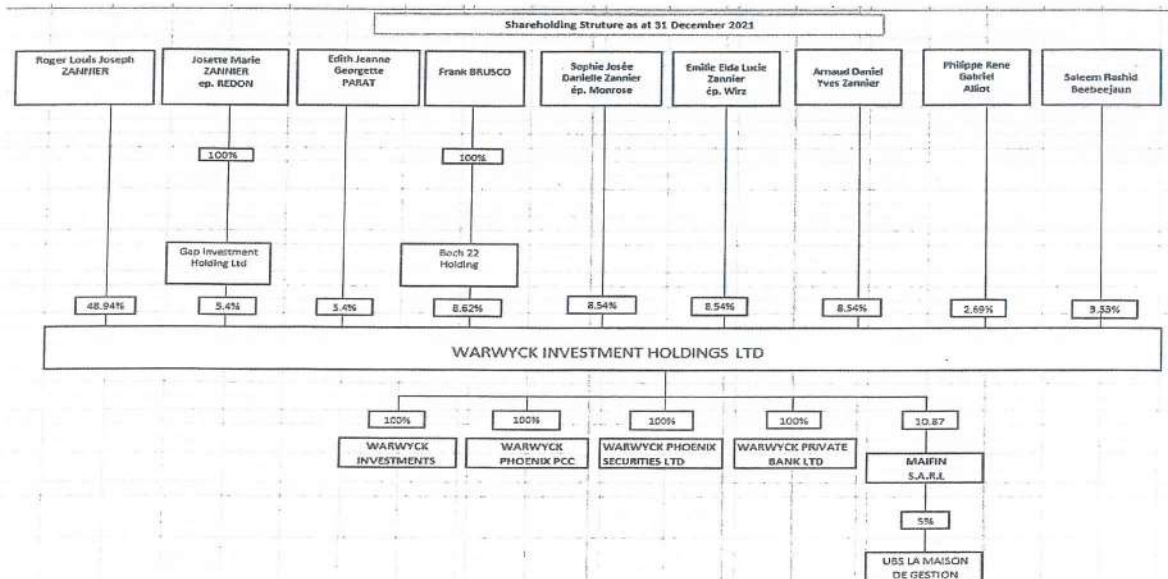 Shareholding Struture as at 31 December 2021
Roger Louis Joseph
ZANNIER
Josette Marie
ZANNIER
ep. REDON
Edith Jeanne
Georgette
PARAT
Frank BRUSCO
Sophie Josée
Danielle Zannier
ép. Monrose
Emilie Elda Lucie
Zannier
ép. Wirz
Arnaud Daniel
Yves Zannier
Philippe Rene
Gabriel
Alliot
Saleem Rashid
Beebeejaun
100%
100%
Gap Investment
Holding Ltd
Boch 22
Holding
48.94%
5.4%
5.4%
8.62%
8.54%
8.54%
8.54%
2.69%
3.33%
WARWYCK INVESTMENT HOLDINGS LTD
100%
100%
100%
100%
10.87
WARWYCK
INVESTMENTS
WARWYCK
PHOENIX PCC
WARWYCK PHOENIX
SECURITIES LTD
WARWYCK PRIVATE
BANK LTD
MAIFIN
S.A.R.L
5%
UBS LA MAISON
DE GESTION